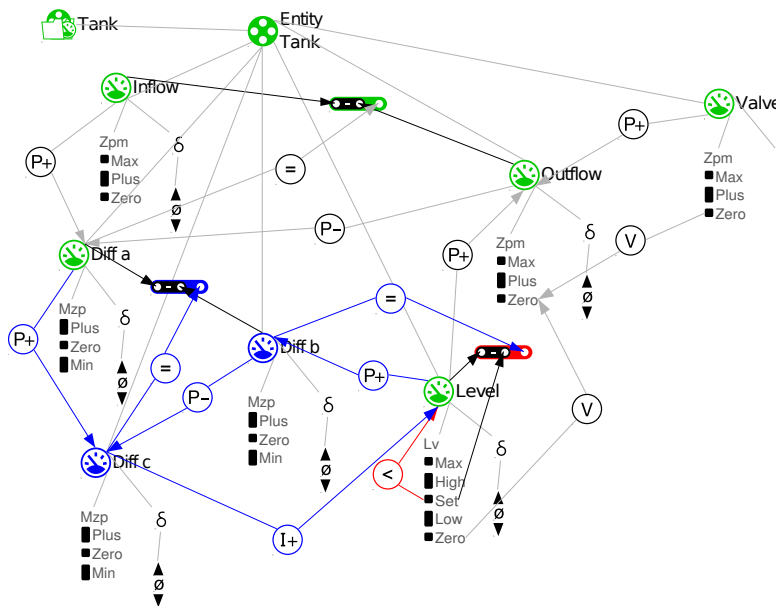 Tank
Entity
Tank
Inflow
Valve
P+
δ
Zpm
Max
Plus
Zero
ø
P+
=
Zpm
Max
Plus
Zero
Outflow
P-
P+
δ
V
Zpm
Max
Plus
Zero
ø
Diff a
-
=
Mzp
Plus
Zero
Min
δ
ø
P+
Diff b
=
P+
P-
Level
-
Mzp
Plus
Zero
Min
δ
ø
V
Lv
Max
High
Set
Low
Zero
δ
ø
<
Diff c
I+
Mzp
Plus
Zero
Min
δ
ø